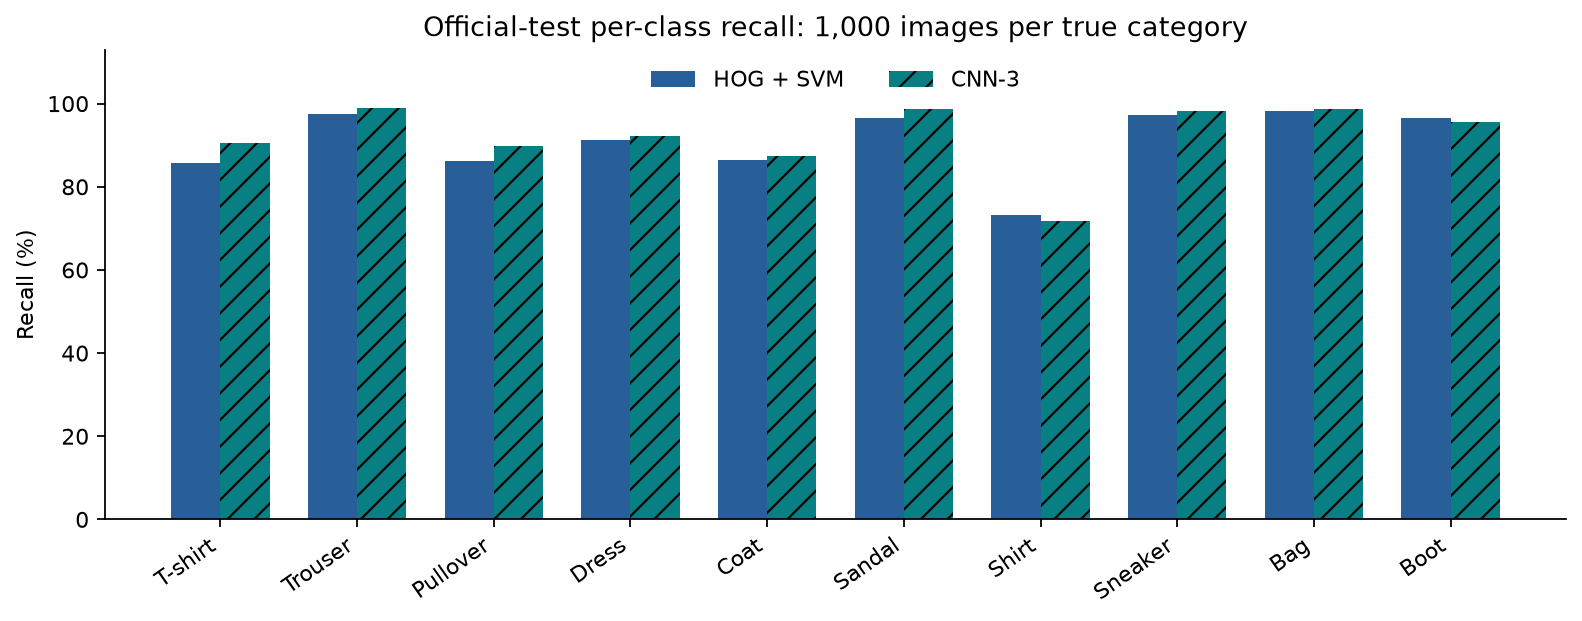 Official-test per-class recall: 1,000 images per true category
HOG + SVM
CNN-3
Recall (%)
100
80
60
40
20
0
T-shirt
Trouser
Pullover
Dress
Coat
Sandal
Shirt
Sneaker
Bag
Boot